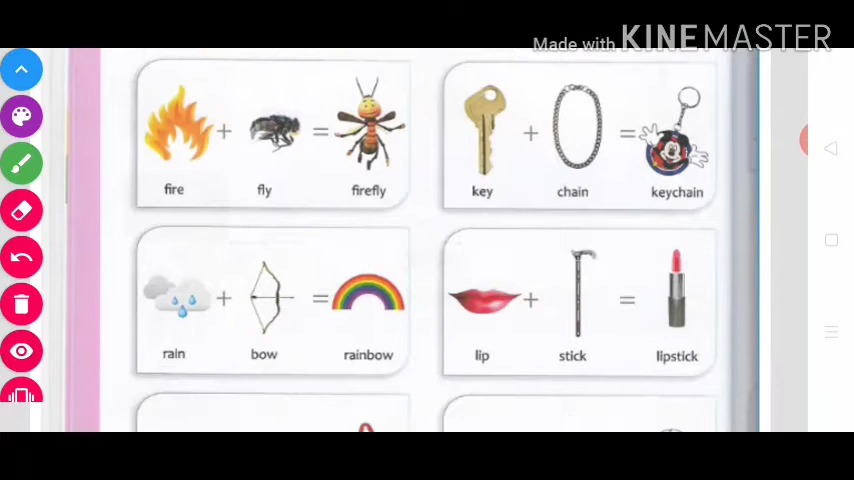 Made with KINEMASTER
fire + fly = firefly
key + chain = keychain
rain + bow = rainbow
lip + stick = lipstick